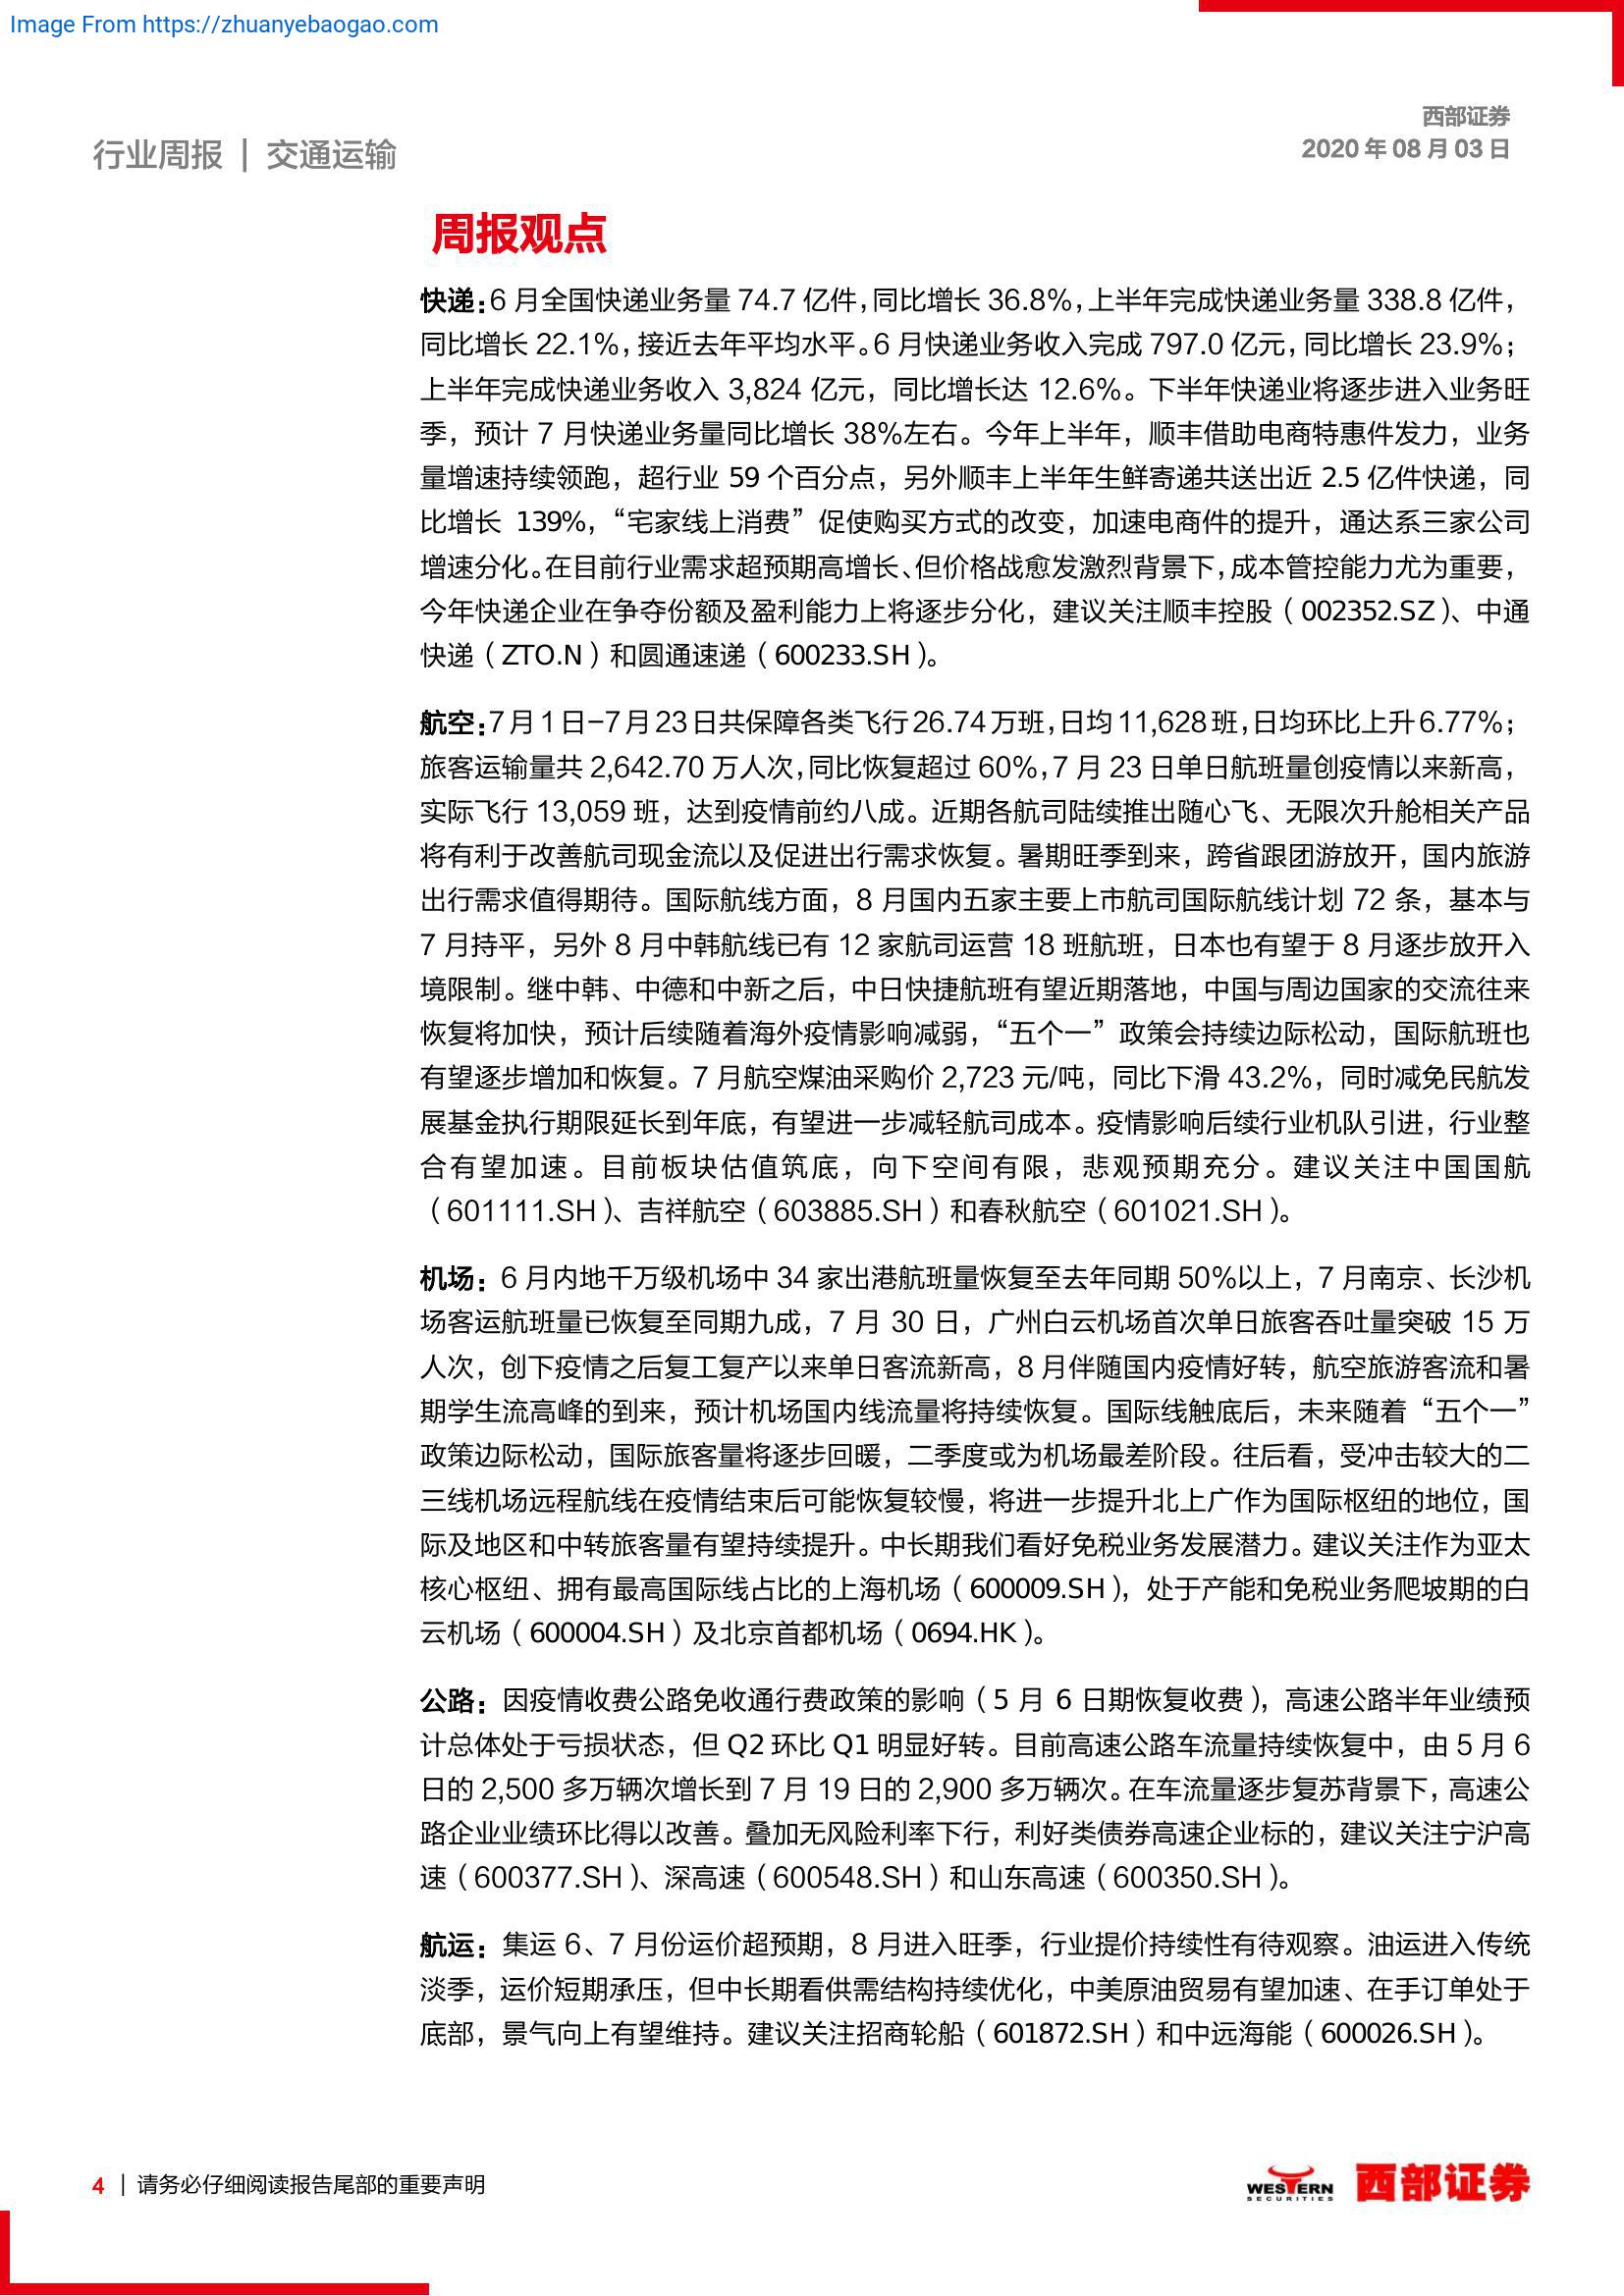 Image From https://zhuanyebaogao.com
西部证券
行业周报 | 交通运输
2020 年 08 月 03 日
周报观点
快递：6 月全国快递业务量 74.7 亿件，同比增长 36.8%，上半年完成快递业务量 338.8 亿件，
同比增长 22.1%，接近去年平均水平。6 月快递业务收入完成 797.0 亿元，同比增长 23.9%；
上半年完成快递业务收入 3,824 亿元，同比增长达 12.6%。下半年快递业将逐步进入业务旺
季，预计 7 月快递业务量同比增长 38%左右。今年上半年，顺丰借助电商特惠件发力，业务
量增速持续领跑，超行业 59 个百分点，另外顺丰上半年生鲜寄递共送出近 2.5 亿件快递，同
比增长 139%，“宅家线上消费”促使购买方式的改变，加速电商件的提升，通达系三家公司
增速分化。在目前行业需求超预期高增长、但价格战愈发激烈背景下，成本管控能力尤为重要，
今年快递企业在争夺份额及盈利能力上将逐步分化，建议关注顺丰控股（002352.SZ）、中通
快递（ZTO.N）和圆通速递（600233.SH）。
航空：7 月 1 日–7 月 23 日共保障各类飞行 26.74 万班，日均 11,628 班，日均环比上升 6.77%；
旅客运输量共 2,642.70 万人次，同比恢复超过 60%，7 月 23 日单日航班量创疫情以来新高，
实际飞行 13,059 班，达到疫情前约八成。近期各航司陆续推出随心飞、无限次升舱相关产品
将有利于改善航司现金流以及促进出行需求恢复。暑期旺季到来，跨省跟团游放开，国内旅游
出行需求值得期待。国际航线方面，8 月国内五家主要上市航司国际航线计划 72 条，基本与
7 月持平，另外 8 月中韩航线已有 12 家航司运营 18 班航班，日本也有望于 8 月逐步放开入
境限制。继中韩、中德和中新之后，中日快捷航班有望近期落地，中国与周边国家的交流往来
恢复将加快，预计后续随着海外疫情影响减弱，“五个一”政策会持续边际松动，国际航班也
有望逐步增加和恢复。7 月航空煤油采购价 2,723 元/吨，同比下滑 43.2%，同时减免民航发
展基金执行期限延长到年底，有望进一步减轻航司成本。疫情影响后续行业机队引进，行业整
合有望加速。目前板块估值筑底，向下空间有限，悲观预期充分。建议关注中国国航
（601111.SH）、吉祥航空（603885.SH）和春秋航空（601021.SH）。
机场：6 月内地千万级机场中 34 家出港航班量恢复至去年同期 50%以上，7 月南京、长沙机
场客运航班量已恢复至同期九成，7 月 30 日，广州白云机场首次单日旅客吞吐量突破 15 万
人次，创下疫情之后复工复产以来单日客流新高，8 月伴随国内疫情好转，航空旅游客流和暑
期学生流高峰的到来，预计机场国内线流量将持续恢复。国际线触底后，未来随着“五个一”
政策边际松动，国际旅客量将逐步回暖，二季度或为机场最差阶段。往后看，受冲击较大的二
三线机场远程航线在疫情结束后可能恢复较慢，将进一步提升北上广作为国际枢纽的地位，国
际及地区和中转旅客量有望持续提升。中长期我们看好免税业务发展潜力。建议关注作为亚太
核心枢纽、拥有最高国际线占比的上海机场（600009.SH），处于产能和免税业务爬坡期的白
云机场（600004.SH）及北京首都机场（0694.HK）。
公路：因疫情收费公路免收通行费政策的影响（5 月 6 日期恢复收费），高速公路半年业绩预
计总体处于亏损状态，但 Q2 环比 Q1 明显好转。目前高速公路车流量持续恢复中，由 5 月 6
日的 2,500 多万辆次增长到 7 月 19 日的 2,900 多万辆次。在车流量逐步复苏背景下，高速公
路企业业绩环比得以改善。叠加无风险利率下行，利好类债券高速企业标的，建议关注宁沪高
速（600377.SH）、深高速（600548.SH）和山东高速（600350.SH）。
航运：集运 6、7 月份运价超预期，8 月进入旺季，行业提价持续性有待观察。油运进入传统
淡季，运价短期承压，但中长期看供需结构持续优化，中美原油贸易有望加速、在手订单处于
底部，景气向上有望维持。建议关注招商轮船（601872.SH）和中远海能（600026.SH）。
4 | 请务必仔细阅读报告尾部的重要声明
WESTERN
SECURITIES
西部证券